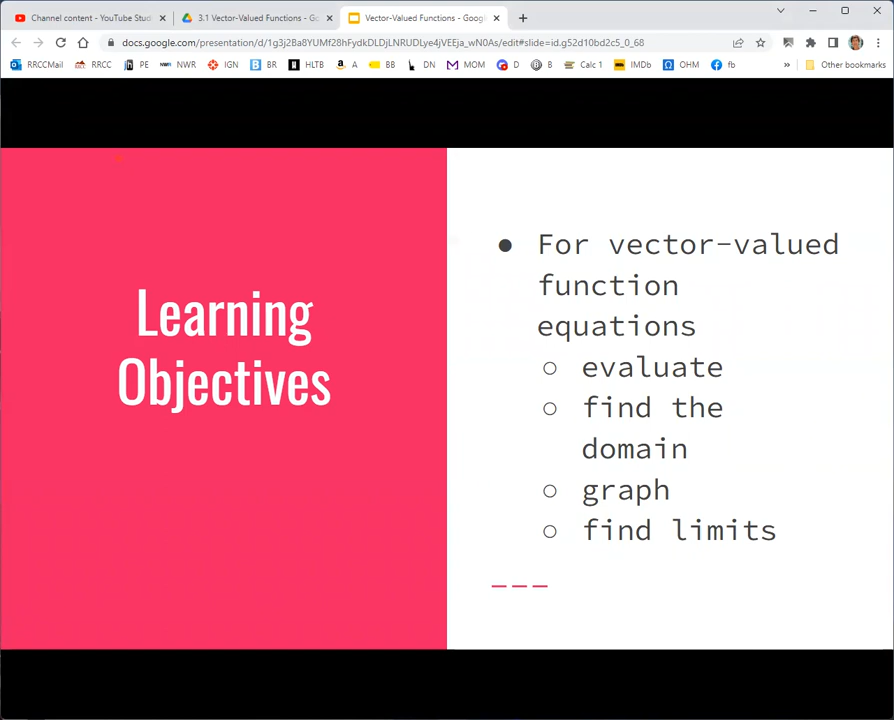 Channel content - YouTube Stud
3.1 Vector-Valued Functions - Go
Vector-Valued Functions - Googl
docs.google.com/presentation/d/1g3j2Ba8YUMf28hFydkDLDjLNRUDLye4jVEEja_wN0As/edit#slide=id.g52d10bd2c5_0_68
RRCCMail RRCC PE NWR IGN BR HLTB A BB DN MOM D B Calc 1 IMDb OHM fb » Other bookmarks
Learning
Objectives
● For vector-valued
function
equations
○ evaluate
○ find the
domain
○ graph
○ find limits